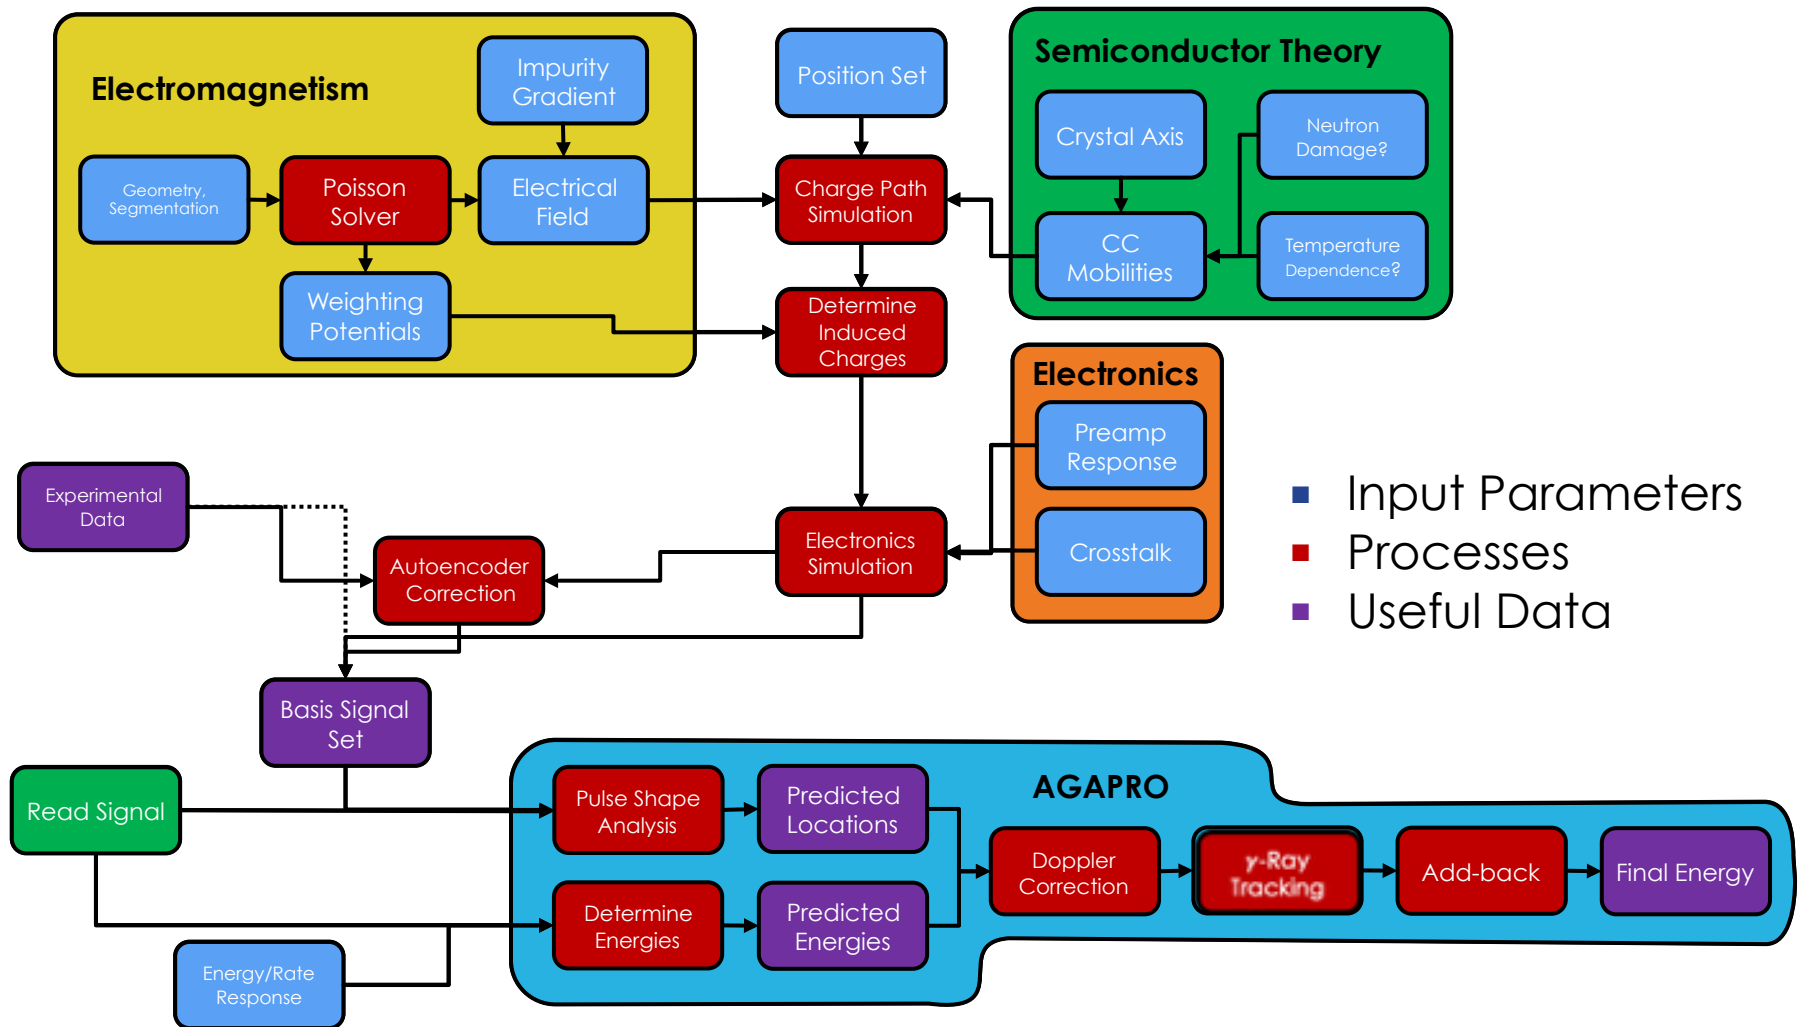 Electromagnetism
Impurity
Gradient
Geometry,
Segmentation
Poisson
Solver
Electrical
Field
Weighting
Potentials
Position Set
Charge Path
Simulation
Determine
Induced
Charges
Semiconductor Theory
Crystal Axis
Neutron
Damage?
CC
Mobilities
Temperature
Dependence?
Electronics
Preamp
Response
Crosstalk
Experimental
Data
Autoencoder
Correction
Electronics
Simulation
Input Parameters
Processes
Useful Data
Basis Signal
Set
Read Signal
Energy/Rate
Response
AGAPRO
Pulse Shape
Analysis
Predicted
Locations
Determine
Energies
Predicted
Energies
Doppler
Correction
γ-Ray
Tracking
Add-back
Final Energy